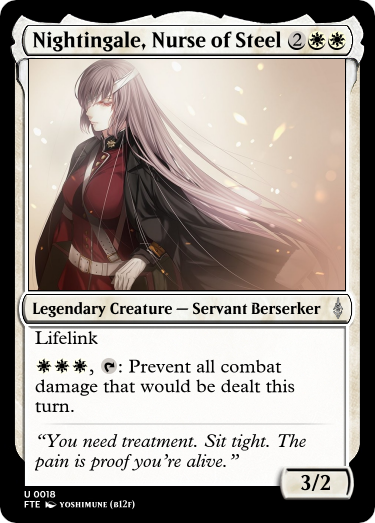 Nightingale, Nurse of Steel 2
Legendary Creature — Servant Berserker
Lifelink
, : Prevent all combat
damage that would be dealt this
turn.
“You need treatment. Sit tight. The
pain is proof you’re alive.”
3/2
U 0018
FTE YOSHIMUNE (B12F)